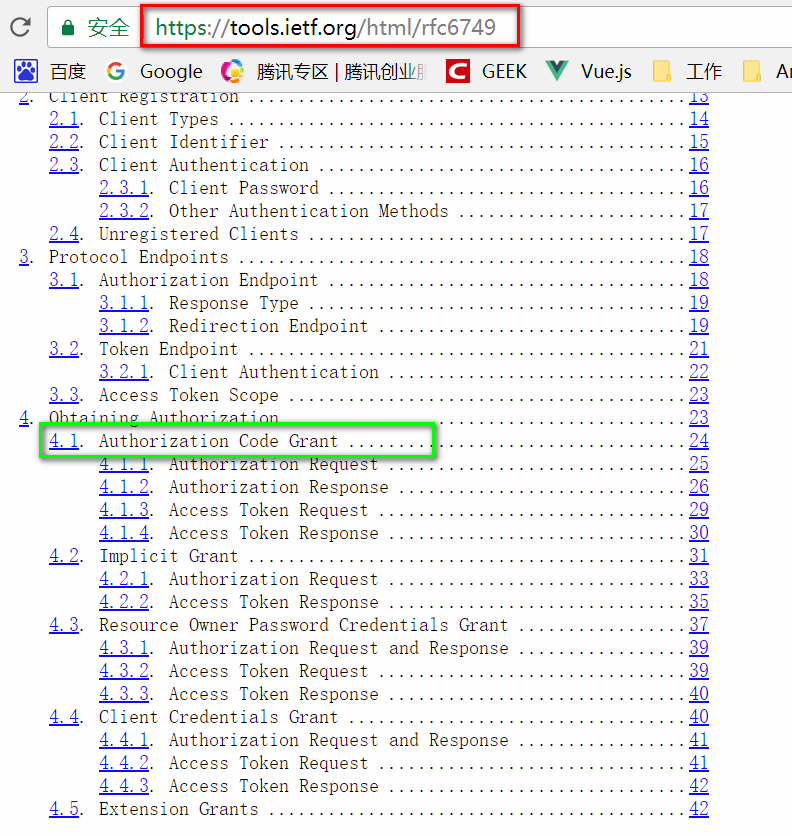 安全 https://tools.ietf.org/html/rfc6749
百度 Google 腾讯专区 | 腾讯创业 GEEK Vue.js 工作
2. Client Registration ............................................13
2.1. Client Types ..............................................14
2.2. Client Identifier .........................................15
2.3. Client Authentication .....................................16
2.3.1. Client Password ....................................16
2.3.2. Other Authentication Methods .......................17
2.4. Unregistered Clients ......................................17
3. Protocol Endpoints .............................................18
3.1. Authorization Endpoint ....................................18
3.1.1. Response Type ......................................19
3.1.2. Redirection Endpoint ...............................19
3.2. Token Endpoint ............................................21
3.2.1. Client Authentication ..............................22
3.3. Access Token Scope ........................................23
4. Obtaining Authorization ........................................23
4.1. Authorization Code Grant ..................................24
4.1.1. Authorization Request ..............................25
4.1.2. Authorization Response .............................26
4.1.3. Access Token Request ...............................29
4.1.4. Access Token Response ..............................30
4.2. Implicit Grant ............................................31
4.2.1. Authorization Request ..............................33
4.2.2. Access Token Response ..............................35
4.3. Resource Owner Password Credentials Grant .................37
4.3.1. Authorization Request and Response .................39
4.3.2. Access Token Request ...............................39
4.3.3. Access Token Response ..............................40
4.4. Client Credentials Grant ..................................40
4.4.1. Authorization Request and Response .................41
4.4.2. Access Token Request ...............................41
4.4.3. Access Token Response ..............................42
4.5. Extension Grants ..........................................42